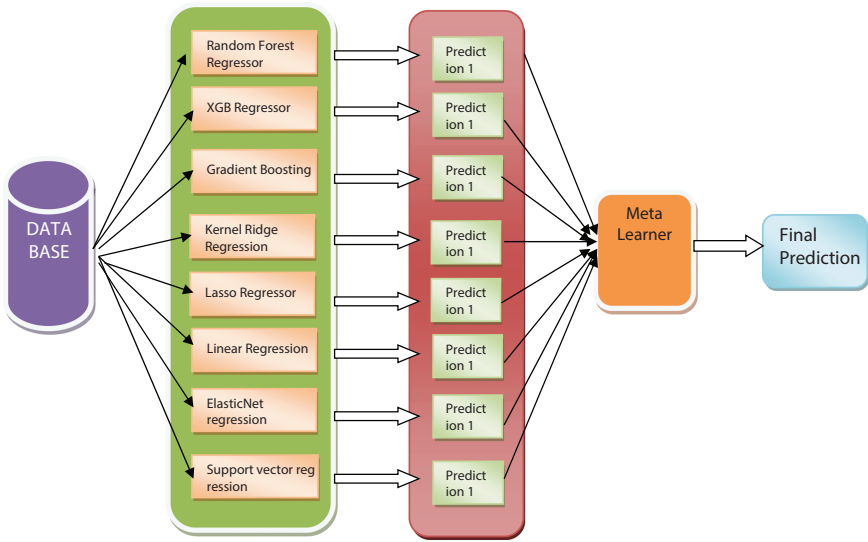 DATA
BASE
Random Forest
Regressor
XGB Regressor
Gradient Boosting
Kernel Ridge
Regression
Lasso Regressor
Linear Regression
ElasticNet
regression
Support vector reg
ression
Predict
ion 1
Predict
ion 1
Predict
ion 1
Predict
ion 1
Predict
ion 1
Predict
ion 1
Predict
ion 1
Predict
ion 1
Meta
Learner
Final
Prediction